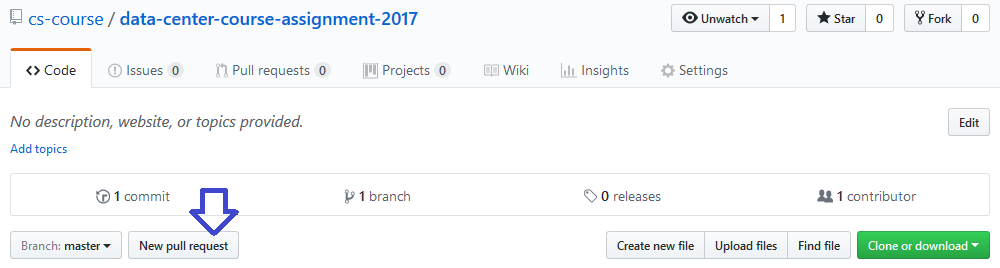 cs-course / data-center-course-assignment-2017 Unwatch 1 Star 0 Fork 0
Code Issues 0 Pull requests 0 Projects 0 Wiki Insights Settings
No description, website, or topics provided. Edit
Add topics
1 commit 1 branch 0 releases 1 contributor
Branch: master New pull request Create new file Upload files Find file Clone or download